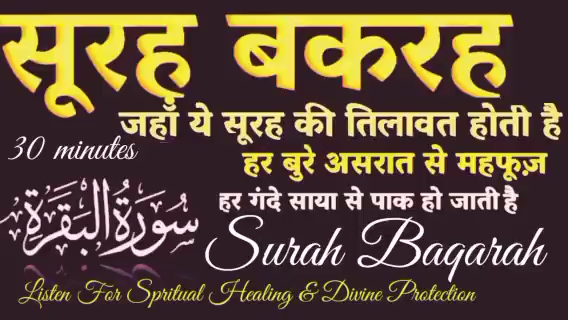 सूरह बकरह
जहाँ ये सूरह की तिलावत होती है
30 minutes
हर बुरे असरात से महफूज़
हर गंदे साया से पाक हो जाती है
سُورَةُ الْبَقَرَةِ
Surah Baqarah
Listen For Spritual Healing & Divine Protection